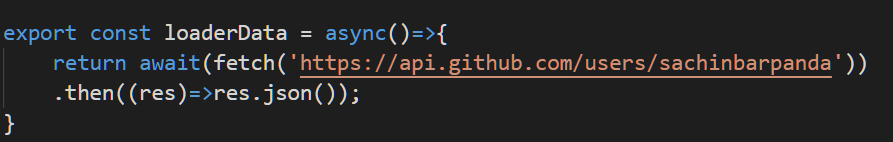 export const loaderData = async()=>{
return await(fetch('https://api.github.com/users/sachinbarpanda'))
.then((res)=>res.json());
}